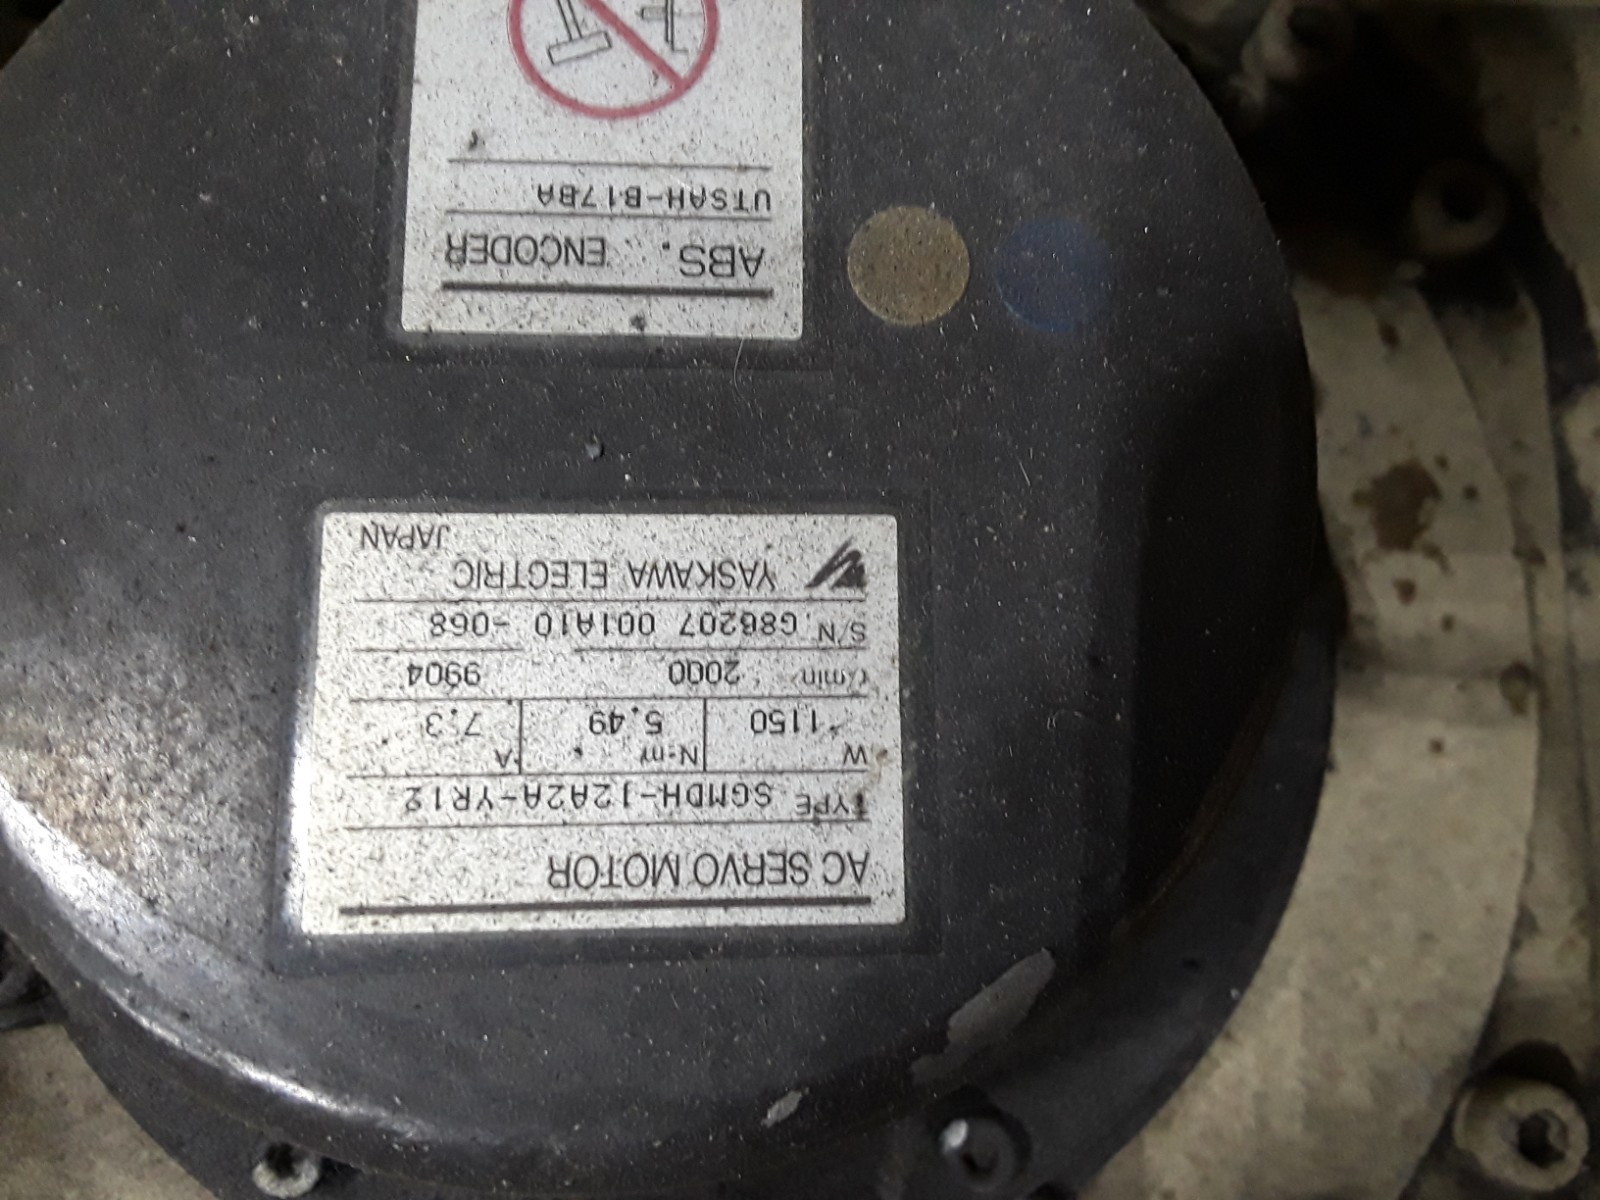 AC SERVO MOTOR
TYPE SGMDH-12A2A-YR12
W N·m A
1150 5.49 7.3
r/min 2000 9904
S/N G86207 001A10 -068
YASKAWA ELECTRIC
JAPAN
ABS. ENCODER
UTSAH-B17BA